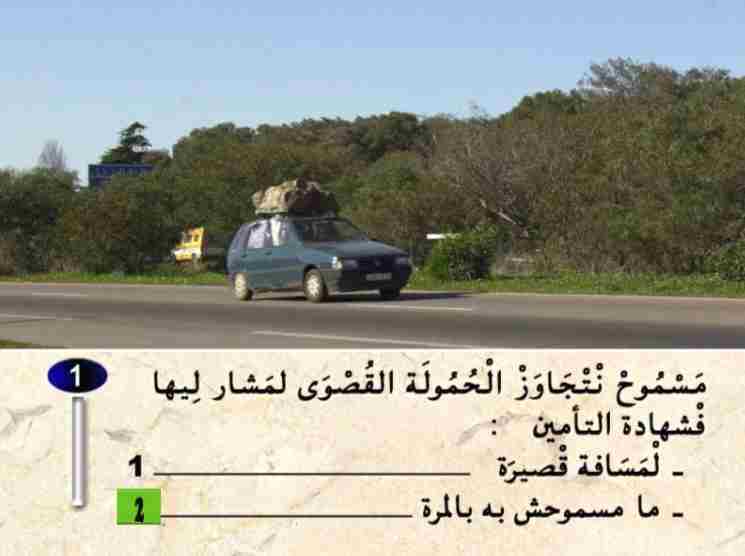 1
مَسْمُوحْ نْتْجَاوَزْ الْحُمُولَة القُصْوَى لمَشار لِيها
فْشهادة التأمين :
ـ لْمَسَافة قْصيرَة 1
ـ ما مسموحش به بالمرة 2